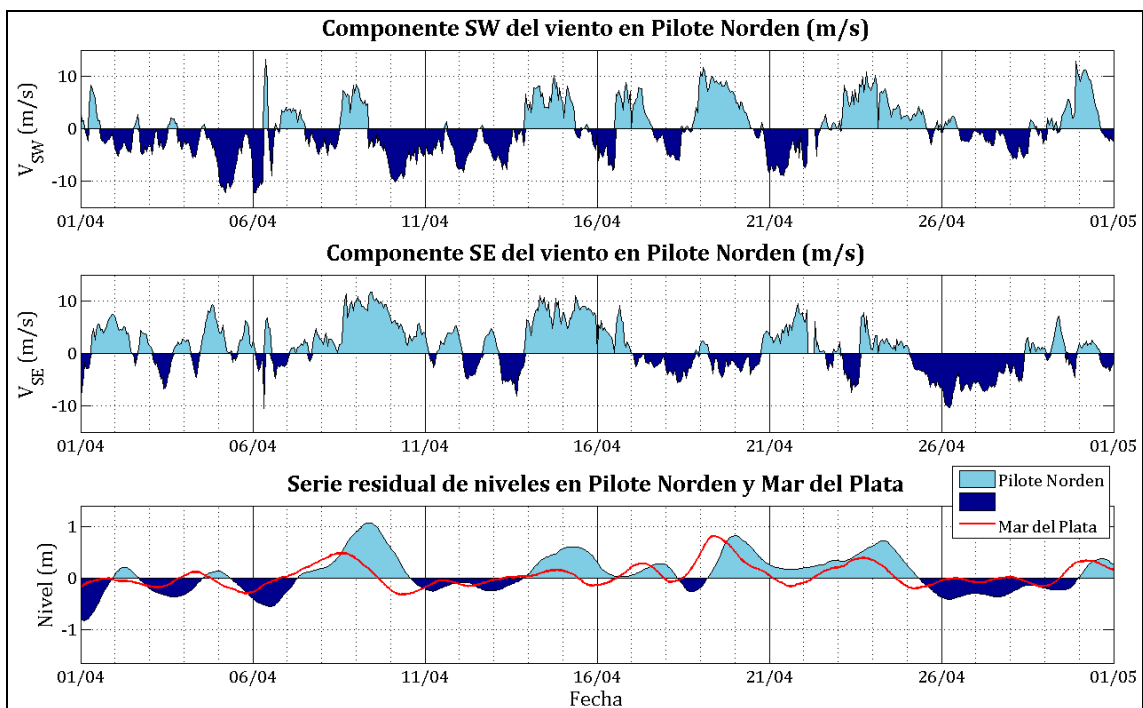 Componente SW del viento en Pilote Norden (m/s)
V_SW (m/s)
10
0
-10
01/04 06/04 11/04 16/04 21/04 26/04 01/05
Componente SE del viento en Pilote Norden (m/s)
V_SE (m/s)
10
0
-10
01/04 06/04 11/04 16/04 21/04 26/04 01/05
Serie residual de niveles en Pilote Norden y Mar del Plata
Pilote Norden
Mar del Plata
Nivel (m)
1
0
-1
01/04 06/04 11/04 16/04 21/04 26/04 01/05
Fecha